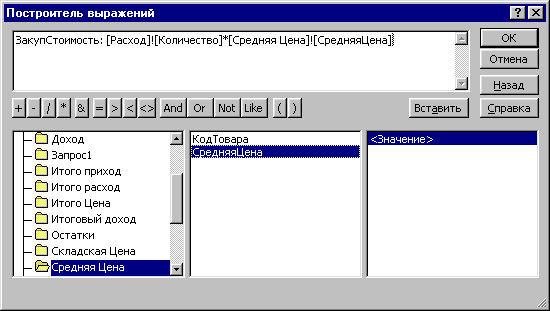 Построитель выражений
ЗакупСтоимость: [Расход]![Количество]*[Средняя Цена]![СредняяЦена]
OK
Отмена
Назад
+ - / * & = > < <> And Or Not Like ( ) Вставить Справка
Доход
Запрос1
Итого приход
Итого расход
Итого Цена
Итоговый доход
Остатки
Складская Цена
Средняя Цена
КодТовара
СредняяЦена
<Значение>